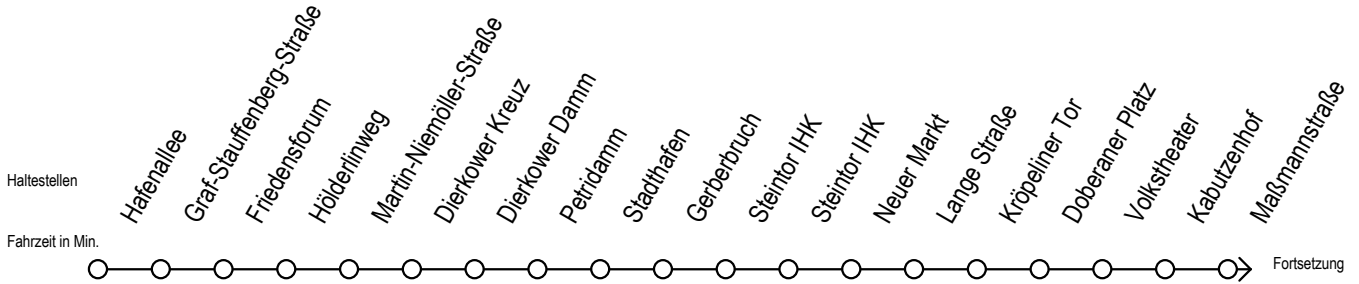 Haltestellen
Hafenallee
Graf-Stauffenberg-Straße
Friedensforum
Hölderlinweg
Martin-Niemöller-Straße
Dierkower Kreuz
Dierkower Damm
Petridamm
Stadthafen
Gerberbruch
Steintor IHK
Steintor IHK
Neuer Markt
Lange Straße
Kröpeliner Tor
Doberaner Platz
Volkstheater
Kabutzenhof
Maßmannstraße
Fahrzeit in Min.
Fortsetzung